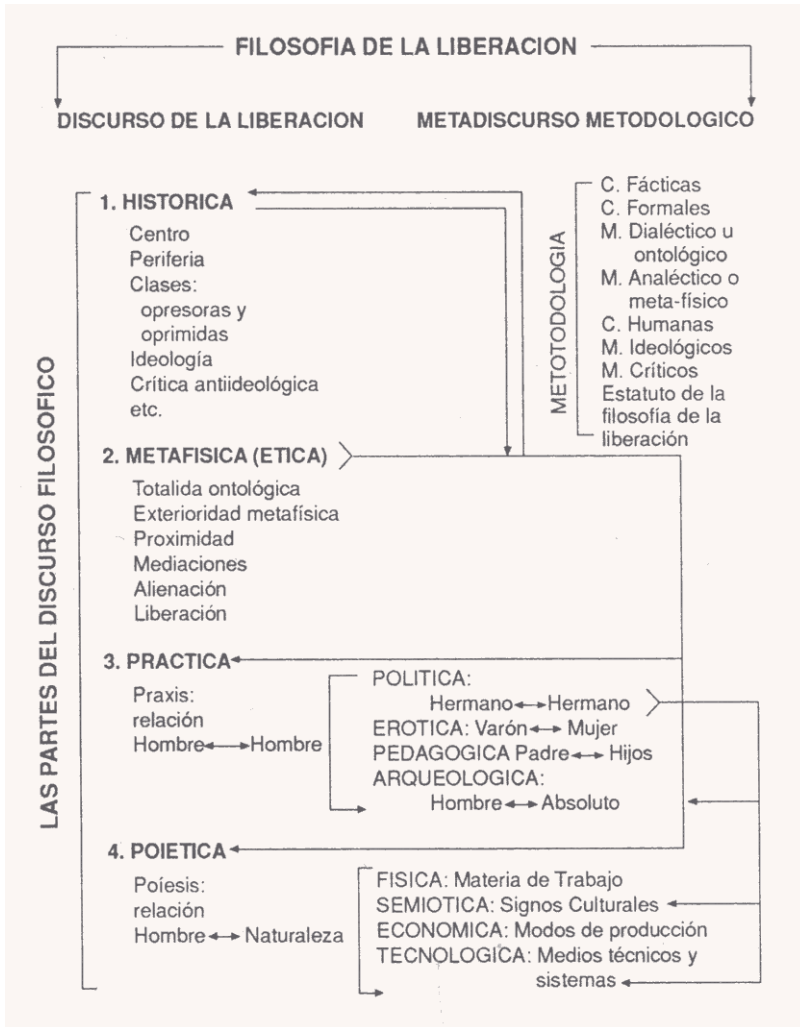 FILOSOFIA DE LA LIBERACION
DISCURSO DE LA LIBERACION
METADISCURSO METODOLOGICO
LAS PARTES DEL DISCURSO FILOSOFICO
1. HISTORICA
Centro
Periferia
Clases:
opresoras y
oprimidas
Ideología
Crítica antiideológica
etc.
METOTODOLOGIA
C. Fácticas
C. Formales
M. Dialéctico u
ontológico
M. Analéctico o
meta-físico
C. Humanas
M. Ideológicos
M. Críticos
Estatuto de la
filosofía de la
liberación
2. METAFISICA (ETICA)
Totalida ontológica
Exterioridad metafísica
Proximidad
Mediaciones
Alienación
Liberación
3. PRACTICA
Praxis:
relación
Hombre↔Hombre
POLITICA:
Hermano↔Hermano
EROTICA: Varón↔Mujer
PEDAGOGICA Padre↔Hijos
ARQUEOLOGICA:
Hombre↔Absoluto
4. POIETICA
Poíesis:
relación
Hombre↔Naturaleza
FISICA: Materia de Trabajo
SEMIOTICA: Signos Culturales
ECONOMICA: Modos de producción
TECNOLOGICA: Medios técnicos y
sistemas